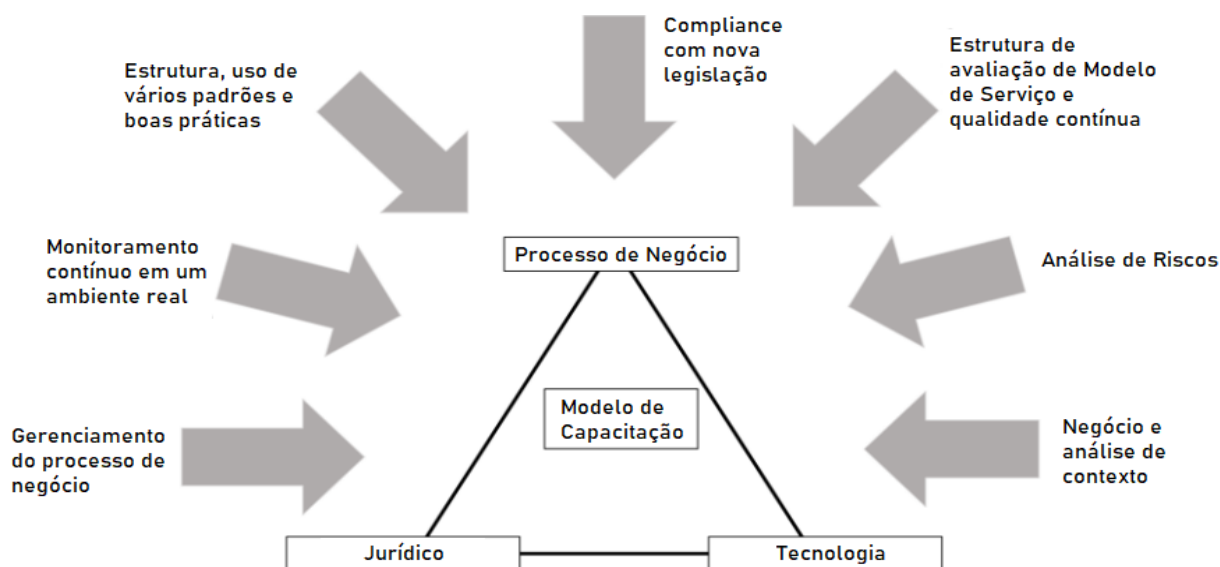 Compliance
com nova
legislação
Estrutura de
avaliação de Modelo
de Serviço e
qualidade contínua
Estrutura, uso de
vários padrões e
boas práticas
Monitoramento
contínuo em um
ambiente real
Processo de Negócio
Análise de Riscos
Modelo de
Capacitação
Gerenciamento
do processo de
negócio
Negócio e
análise de
contexto
Jurídico
Tecnologia